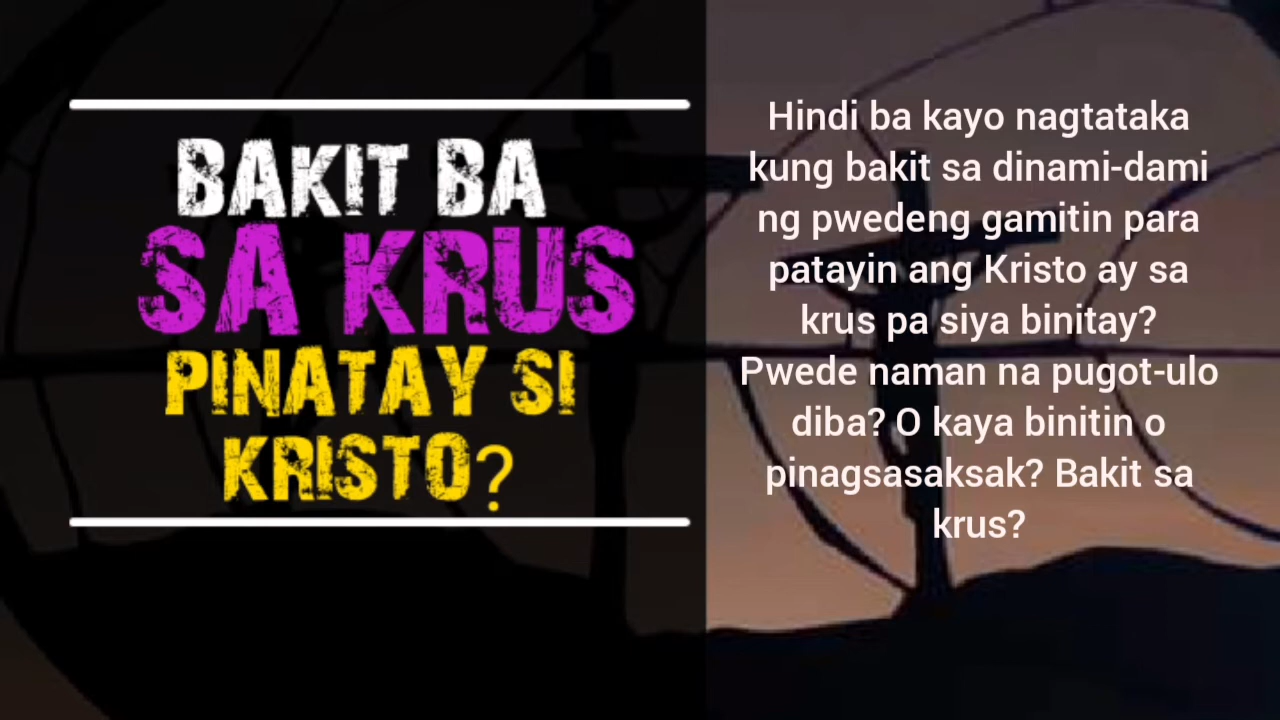 BAKIT BA
SA KRUS
PINATAY SI
KRISTO?
Hindi ba kayo nagtataka
kung bakit sa dinami-dami
ng pwedeng gamitin para
patayin ang Kristo ay sa
krus pa siya binitay?
Pwede naman na pugot-ulo
diba? O kaya binitin o
pinagsasaksak? Bakit sa
krus?